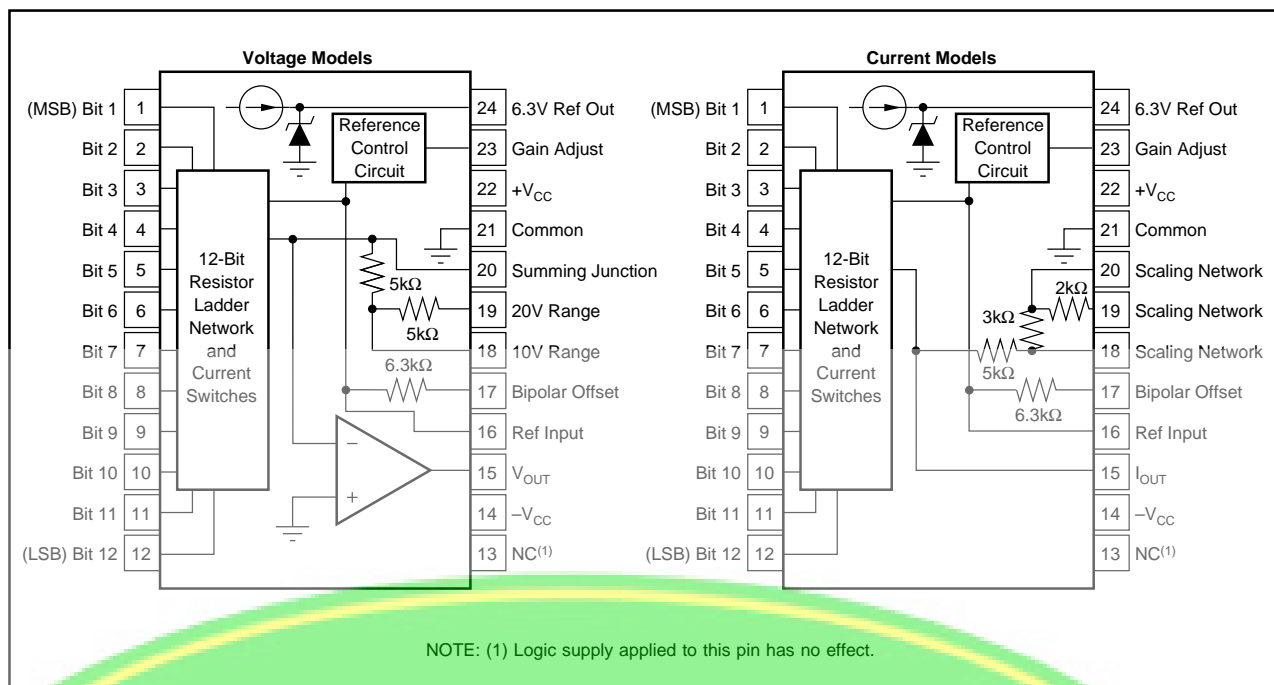 Voltage Models
(MSB) Bit 1 1
Bit 2 2
Bit 3 3
Bit 4 4
Bit 5 5
Bit 6 6
Bit 7 7
Bit 8 8
Bit 9 9
Bit 10 10
Bit 11 11
(LSB) Bit 12 12
12-Bit
Resistor
Ladder
Network
and
Current
Switches
Reference
Control
Circuit
5kΩ
5kΩ
6.3kΩ
–
+
24 6.3V Ref Out
23 Gain Adjust
22 +VCC
21 Common
20 Summing Junction
19 20V Range
18 10V Range
17 Bipolar Offset
16 Ref Input
15 VOUT
14 –VCC
13 NC(1)
Current Models
(MSB) Bit 1 1
Bit 2 2
Bit 3 3
Bit 4 4
Bit 5 5
Bit 6 6
Bit 7 7
Bit 8 8
Bit 9 9
Bit 10 10
Bit 11 11
(LSB) Bit 12 12
12-Bit
Resistor
Ladder
Network
and
Current
Switches
Reference
Control
Circuit
2kΩ
3kΩ
5kΩ
6.3kΩ
24 6.3V Ref Out
23 Gain Adjust
22 +VCC
21 Common
20 Scaling Network
19 Scaling Network
18 Scaling Network
17 Bipolar Offset
16 Ref Input
15 IOUT
14 –VCC
13 NC(1)
NOTE: (1) Logic supply applied to this pin has no effect.